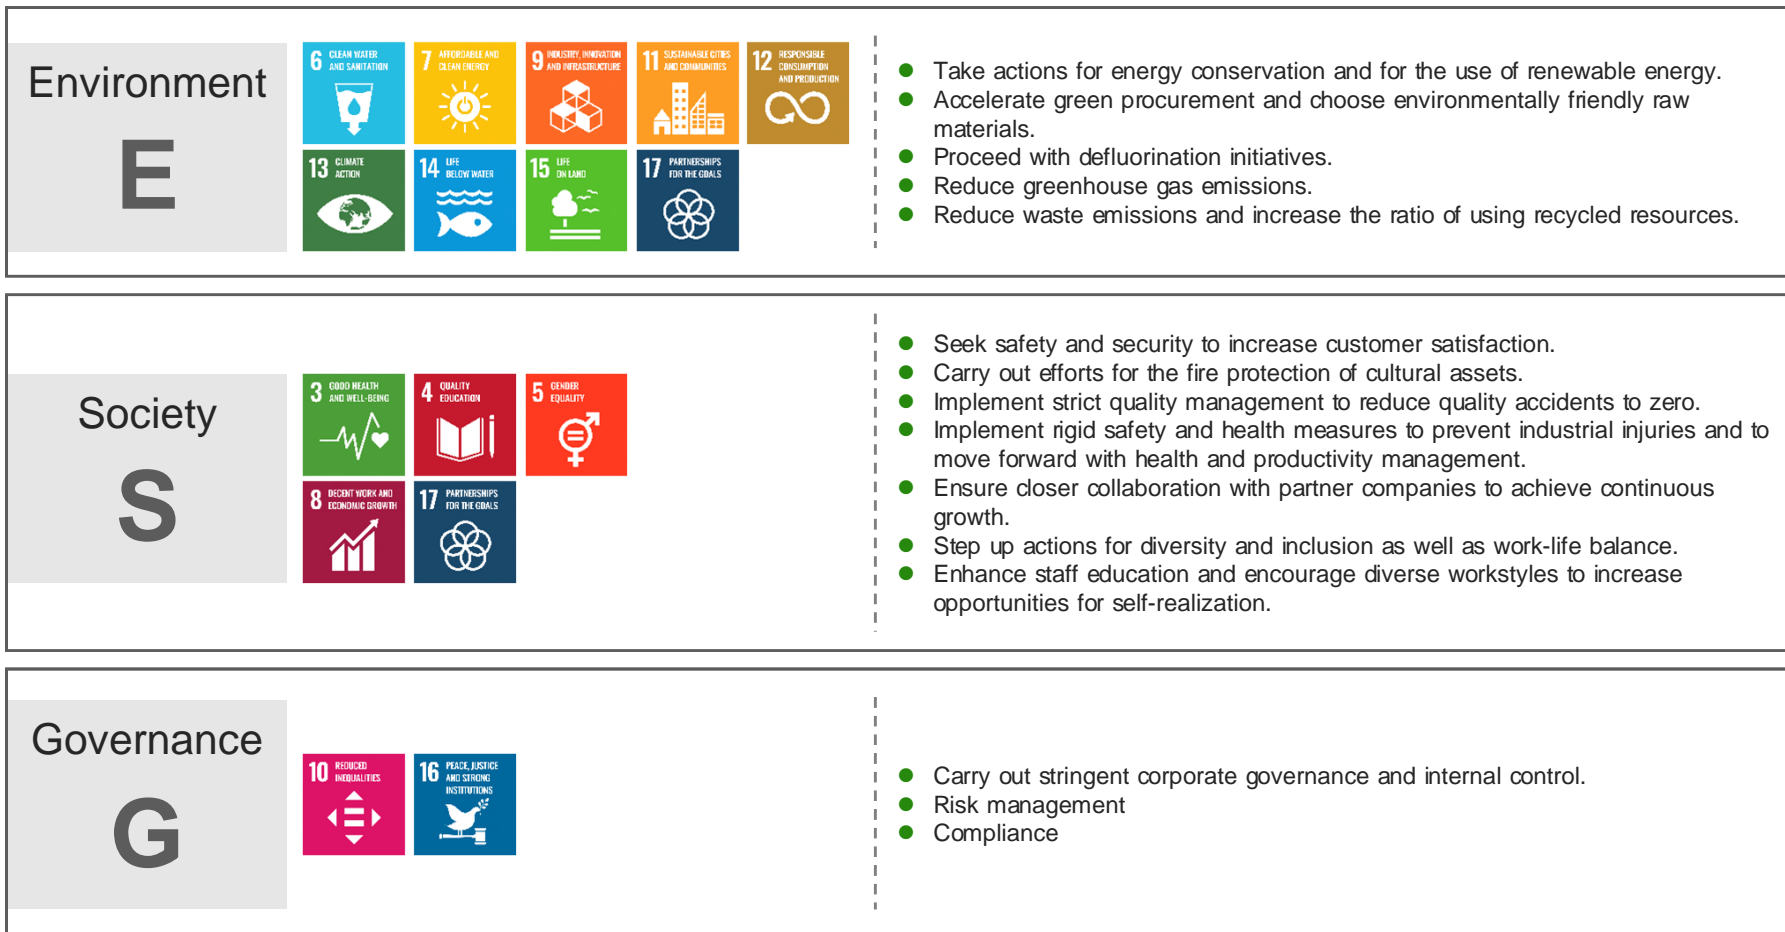 Environment
E
6 CLEAN WATER
AND SANITATION
7 AFFORDABLE AND
CLEAN ENERGY
9 INDUSTRY, INNOVATION
AND INFRASTRUCTURE
11 SUSTAINABLE CITIES
AND COMMUNITIES
12 RESPONSIBLE
CONSUMPTION
AND PRODUCTION
13 CLIMATE
ACTION
14 LIFE
BELOW WATER
15 LIFE
ON LAND
17 PARTNERSHIPS
FOR THE GOALS
Take actions for energy conservation and for the use of renewable energy.
Accelerate green procurement and choose environmentally friendly raw
materials.
Proceed with defluorination initiatives.
Reduce greenhouse gas emissions.
Reduce waste emissions and increase the ratio of using recycled resources.
Society
S
3 GOOD HEALTH
AND WELL-BEING
4 QUALITY
EDUCATION
5 GENDER
EQUALITY
8 DECENT WORK AND
ECONOMIC GROWTH
17 PARTNERSHIPS
FOR THE GOALS
Seek safety and security to increase customer satisfaction.
Carry out efforts for the fire protection of cultural assets.
Implement strict quality management to reduce quality accidents to zero.
Implement rigid safety and health measures to prevent industrial injuries and to
move forward with health and productivity management.
Ensure closer collaboration with partner companies to achieve continuous
growth.
Step up actions for diversity and inclusion as well as work-life balance.
Enhance staff education and encourage diverse workstyles to increase
opportunities for self-realization.
Governance
G
10 REDUCED
INEQUALITIES
16 PEACE, JUSTICE
AND STRONG
INSTITUTIONS
Carry out stringent corporate governance and internal control.
Risk management
Compliance